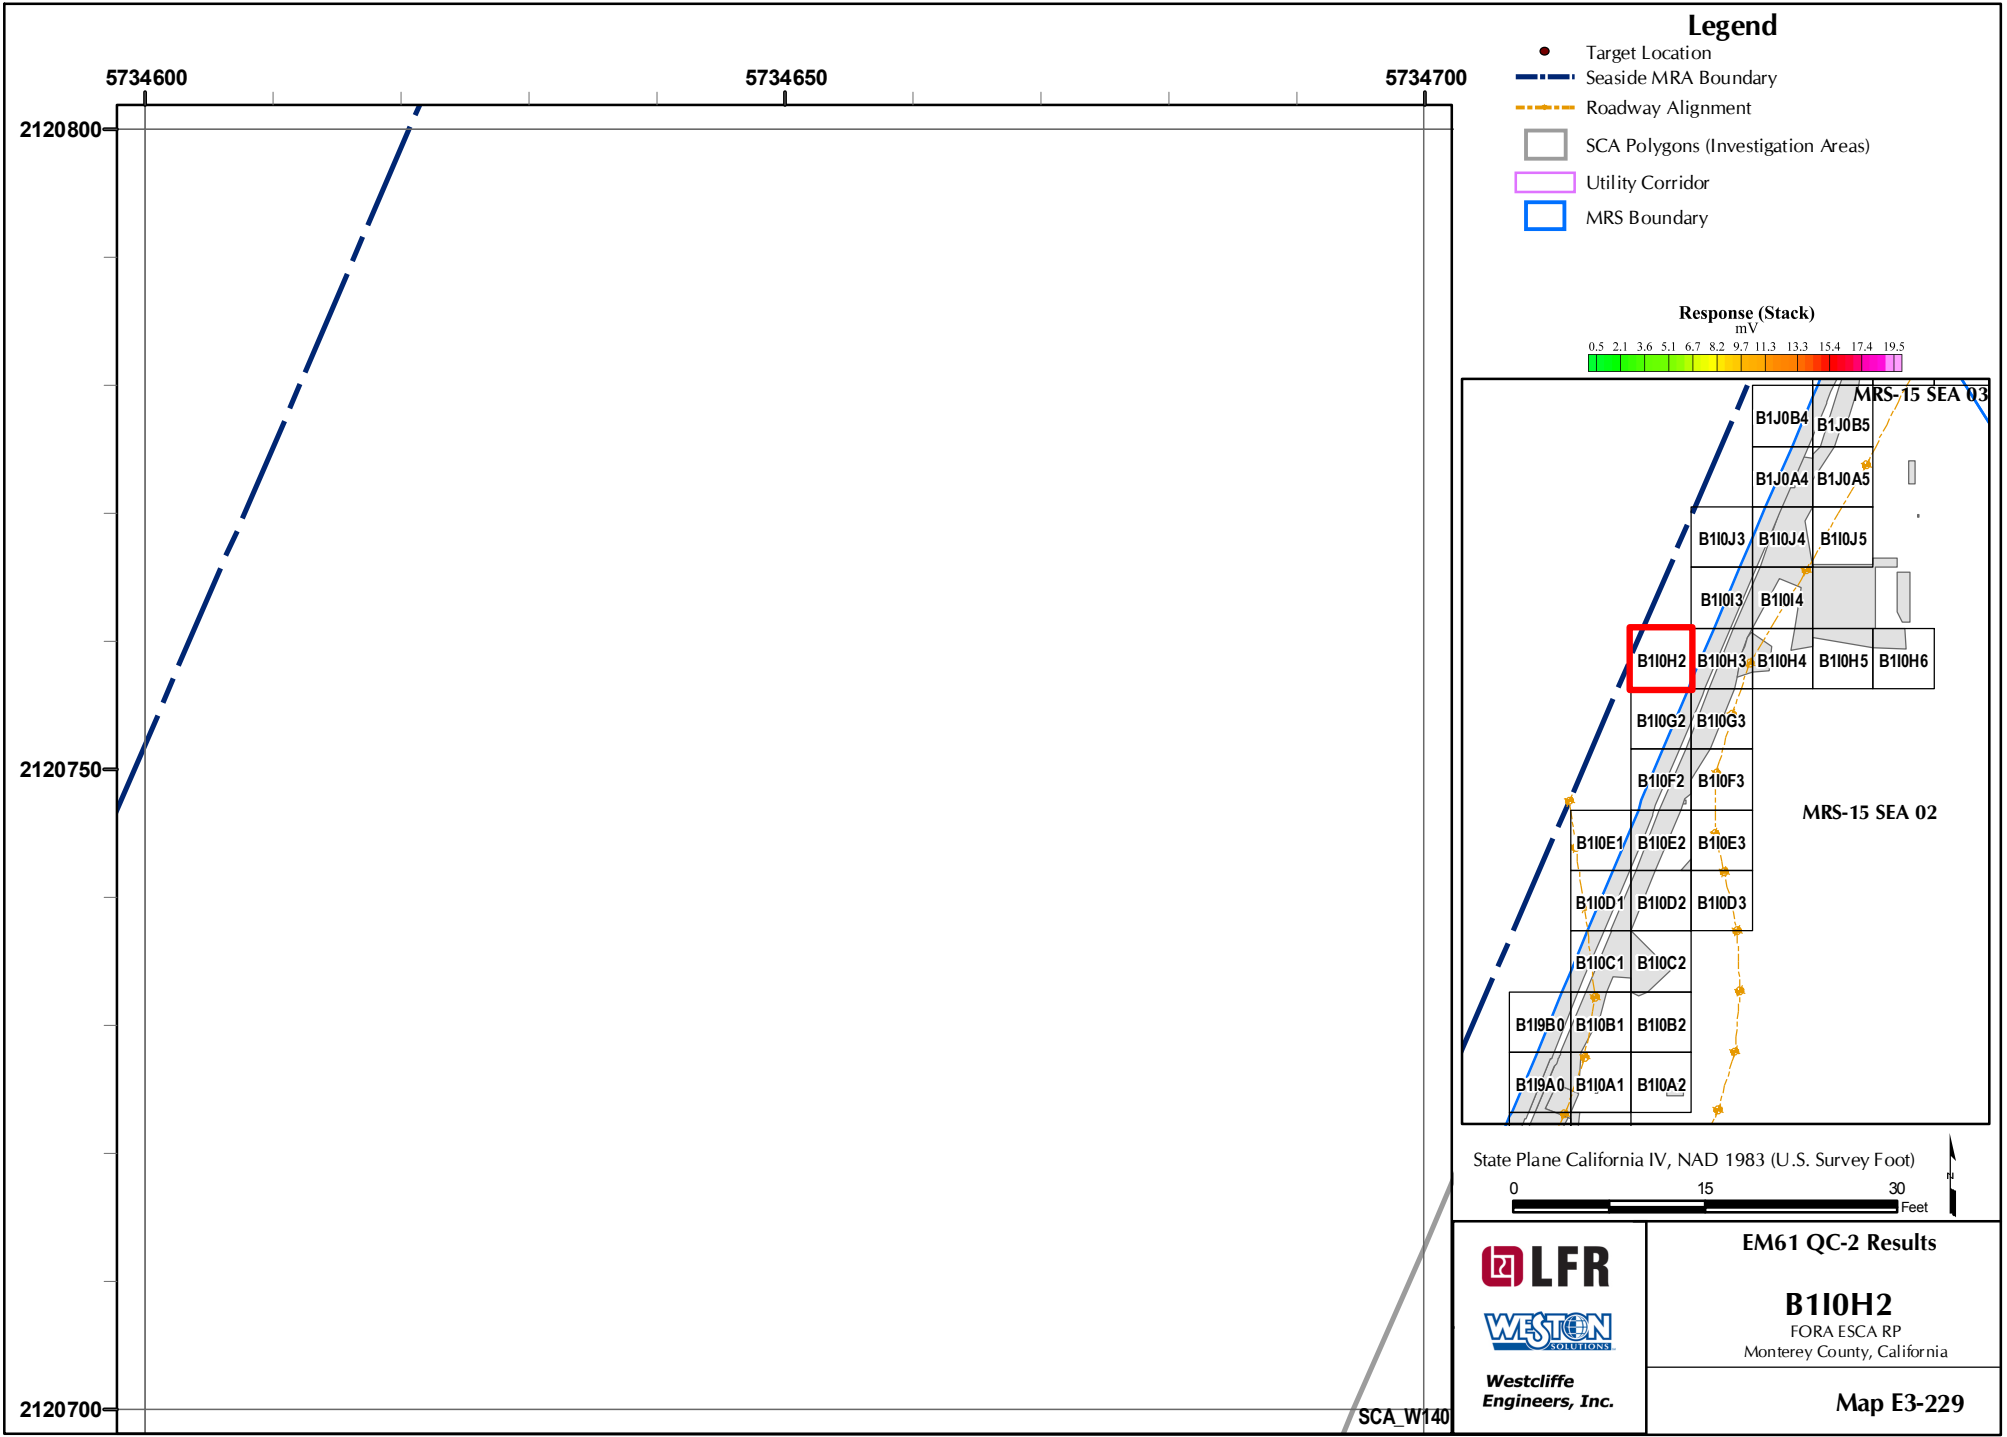 5734600
5734650
5734700
2120800
2120750
2120700
SCA_W140
Legend
Target Location
Seaside MRA Boundary
Roadway Alignment
SCA Polygons (Investigation Areas)
Utility Corridor
MRS Boundary
Response (Stack)
mV
0.5 2.1 3.6 5.1 6.7 8.2 9.7 11.3 13.3 15.4 17.4 19.5
MRS-15 SEA 03
B1J0B4 B1J0B5
B1J0A4 B1J0A5
B1I0J3 B1I0J4 B1I0J5
B1I0I3 B1I0I4
B1I0H2 B1I0H3 B1I0H4 B1I0H5 B1I0H6
B1I0G2 B1I0G3
B1I0F2 B1I0F3
MRS-15 SEA 02
B1I0E1 B1I0E2 B1I0E3
B1I0D1 B1I0D2 B1I0D3
B1I0C1 B1I0C2
B1I9B0 B1I0B1 B1I0B2
B1I9A0 B1I0A1 B1I0A2
State Plane California IV, NAD 1983 (U.S. Survey Foot)
0 15 30
Feet
N
LFR
WESTON
SOLUTIONS
Westcliffe
Engineers, Inc.
EM61 QC-2 Results
B1I0H2
FORA ESCA RP
Monterey County, California
Map E3-229